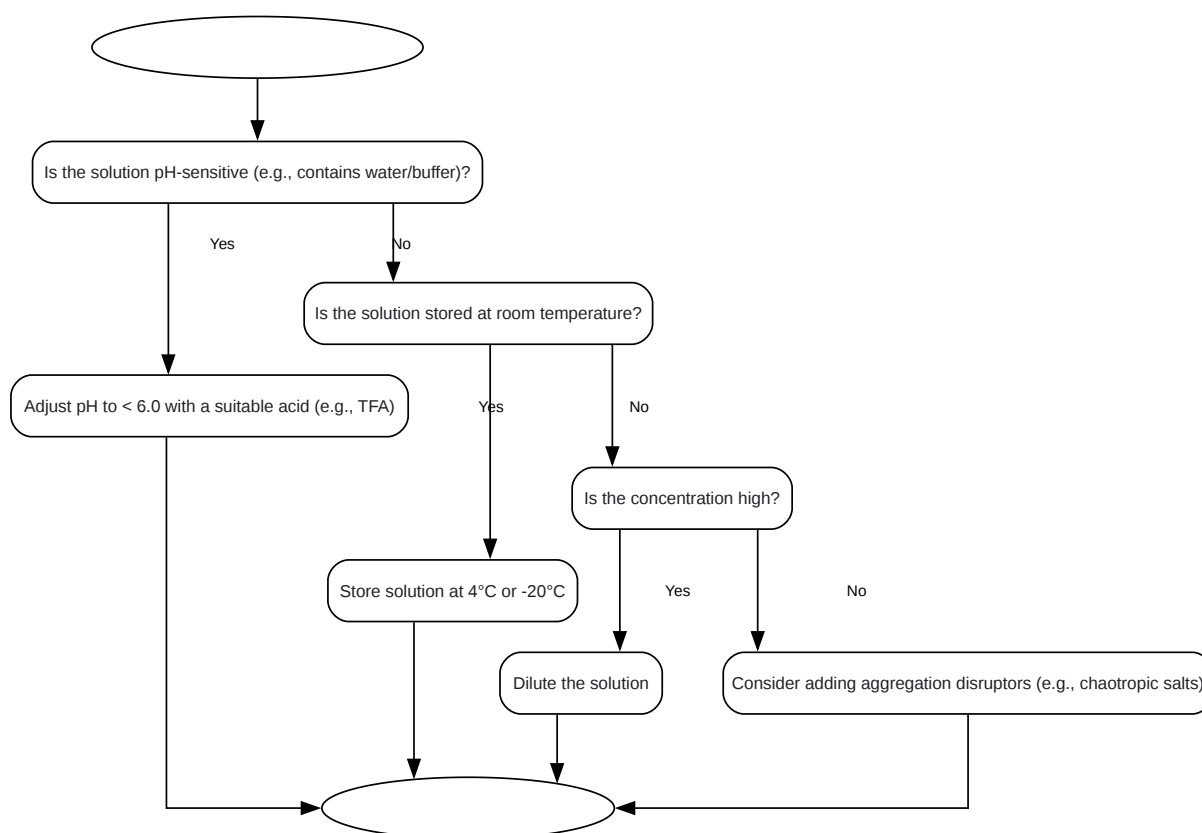 Is the solution pH-sensitive (e.g., contains water/buffer)?
Yes
No
Is the solution stored at room temperature?
Adjust pH to < 6.0 with a suitable acid (e.g., TFA)
Yes
No
Is the concentration high?
Store solution at 4°C or -20°C
Yes
No
Dilute the solution
Consider adding aggregation disruptors (e.g., chaotropic salts)